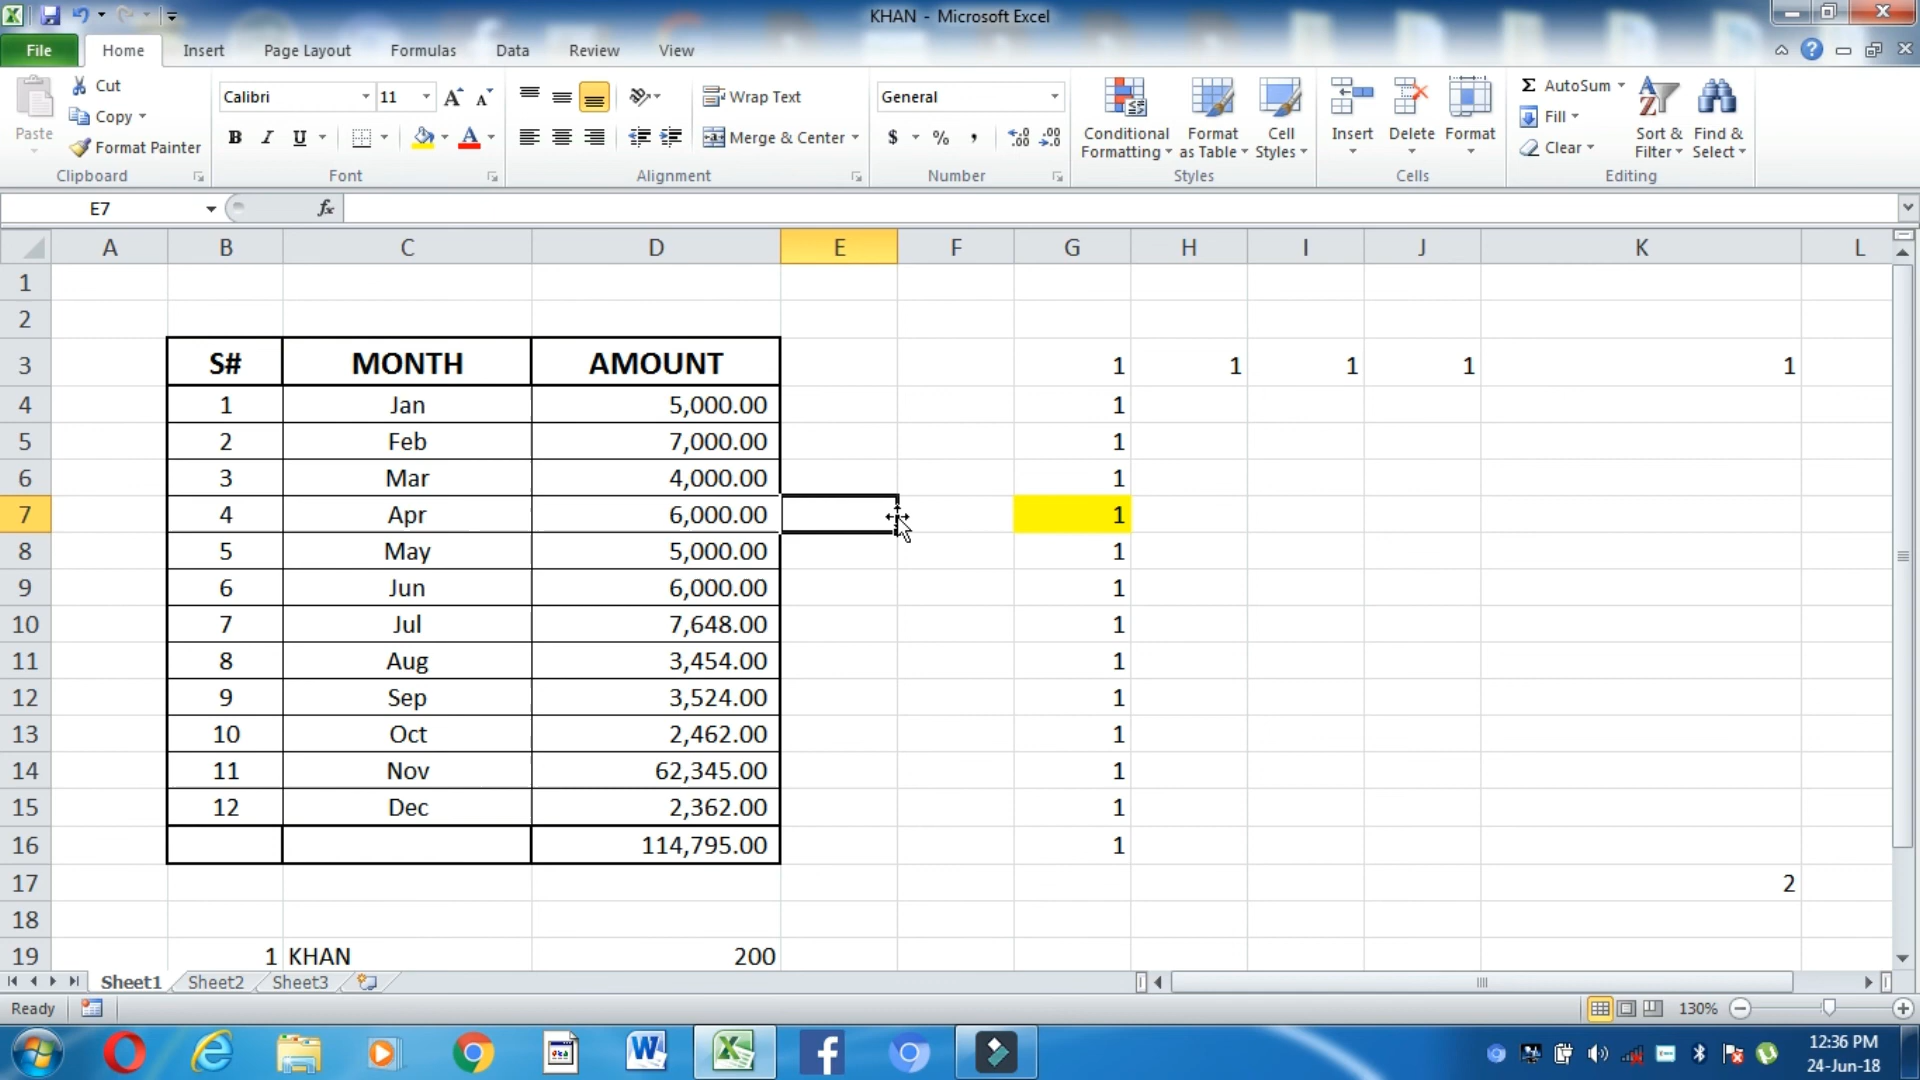 KHAN - Microsoft Excel
File Home Insert Page Layout Formulas Data Review View
Paste
Cut
Copy
Format Painter
Clipboard
Calibri 11
B I U
Font
Wrap Text
Merge & Center
Alignment
General
$ % ,
Number
Conditional Formatting
Format as Table
Cell Styles
Styles
Insert Delete Format
Cells
Σ AutoSum
Fill
Clear
Sort & Filter
Find & Select
Editing
E7 fx
A B C D E F G H I J K L
1
2
3 S# MONTH AMOUNT 1 1 1 1 1
4 1 Jan 5,000.00 1
5 2 Feb 7,000.00 1
6 3 Mar 4,000.00 1
7 4 Apr 6,000.00 1
8 5 May 5,000.00 1
9 6 Jun 6,000.00 1
10 7 Jul 7,648.00 1
11 8 Aug 3,454.00 1
12 9 Sep 3,524.00 1
13 10 Oct 2,462.00 1
14 11 Nov 62,345.00 1
15 12 Dec 2,362.00 1
16 114,795.00 1
17 2
18
19 1 KHAN 200
Sheet1 Sheet2 Sheet3
Ready 130%
12:36 PM
24-Jun-18